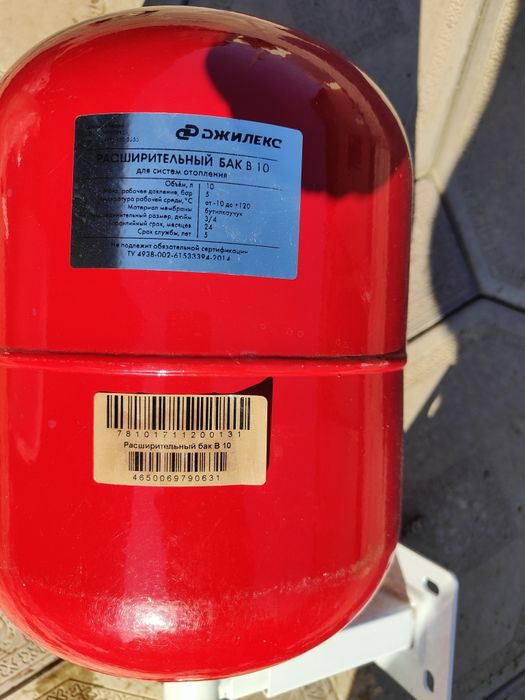 ДЖИЛЕКС
РАСШИРИТЕЛЬНЫЙ БАК В 10
для систем отопления
Объём, л 10
рабочее давление, бар 5
рабочей среды, °С от -10 до +120
Материал мембраны бутилкаучук
размер, дюйм 3/4
срок, месяцев 24
Срок службы, лет 5
Не подлежит обязательной сертификации
ТУ 4938-002-61533394-2014
78101711200131
Расширительный бак В 10
4650069790631